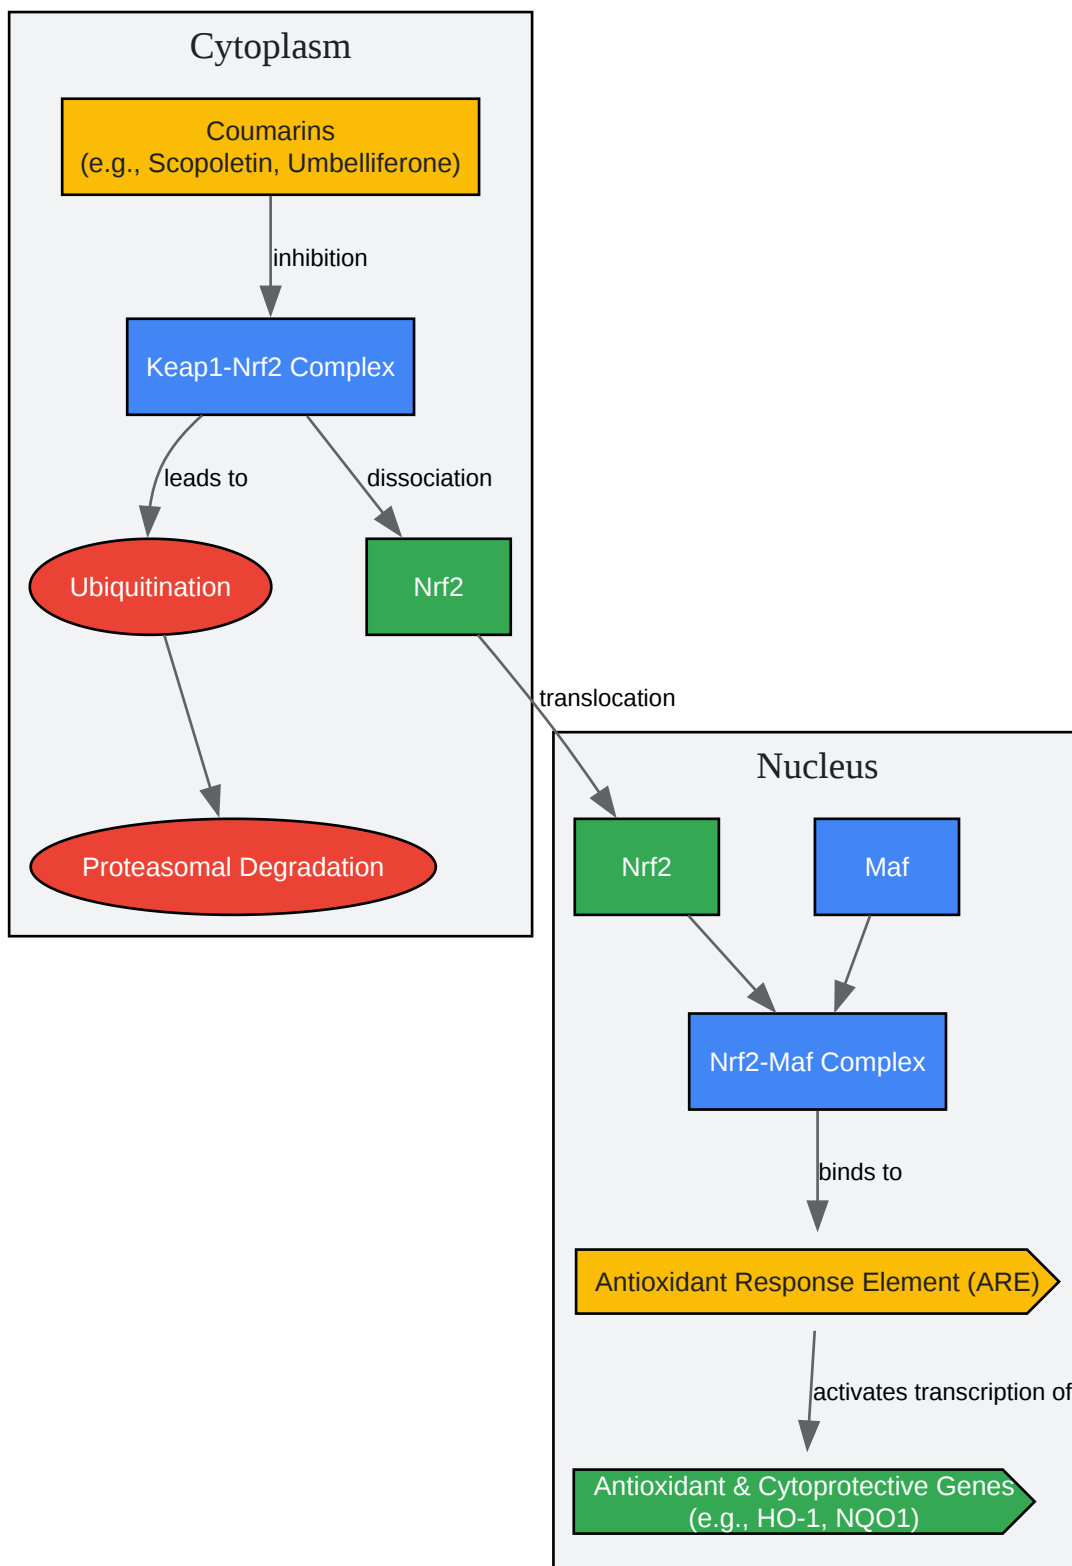 Cytoplasm
Coumarins
(e.g., Scopoletin, Umbelliferone)
inhibition
Keap1-Nrf2 Complex
leads to
dissociation
Ubiquitination
Nrf2
translocation
Nucleus
Proteasomal Degradation
Nrf2
Maf
Nrf2-Maf Complex
binds to
Antioxidant Response Element (ARE)
activates transcription of
Antioxidant & Cytoprotective Genes
(e.g., HO-1, NQO1)